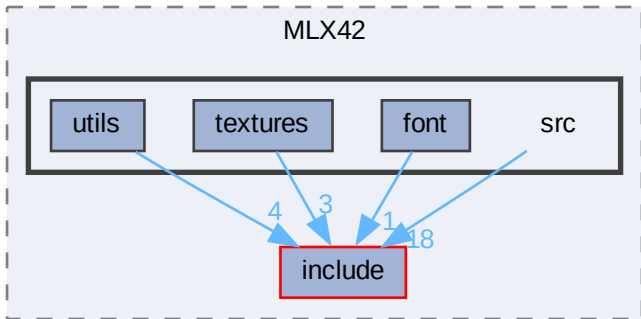 MLX42
utils
textures
font
src
4
3
1
18
include